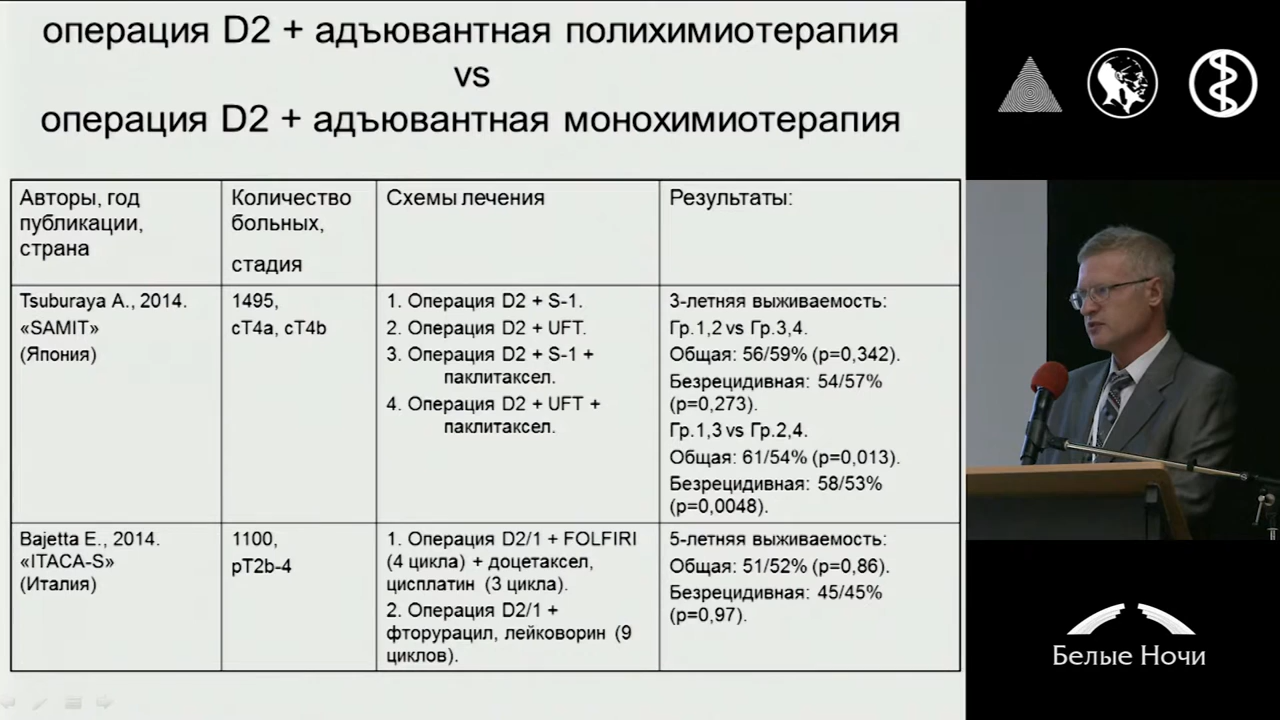 операция D2 + адъювантная полихимиотерапия
vs
операция D2 + адъювантная монохимиотерапия
Авторы, год
публикации,
страна
Количество
больных,
стадия
Схемы лечения
Результаты:
Tsuburaya A., 2014.
«SAMIT»
(Япония)
1495,
cT4a, cT4b
1. Операция D2 + S-1.
2. Операция D2 + UFT.
3. Операция D2 + S-1 +
паклитаксел.
4. Операция D2 + UFT +
паклитаксел.
3-летняя выживаемость:
Гр.1,2 vs Гр.3,4.
Общая: 56/59% (p=0,342).
Безрецидивная: 54/57%
(p=0,273).
Гр.1,3 vs Гр.2,4.
Общая: 61/54% (p=0,013).
Безрецидивная: 58/53%
(p=0,0048).
Bajetta E., 2014.
«ITACA-S»
(Италия)
1100,
pT2b-4
1. Операция D2/1 + FOLFIRI
(4 цикла) + доцетаксел,
цисплатин (3 цикла).
2. Операция D2/1 +
фторурацил, лейковорин (9
циклов).
5-летняя выживаемость:
Общая: 51/52% (p=0,86).
Безрецидивная: 45/45%
(p=0,97).
Белые Ночи